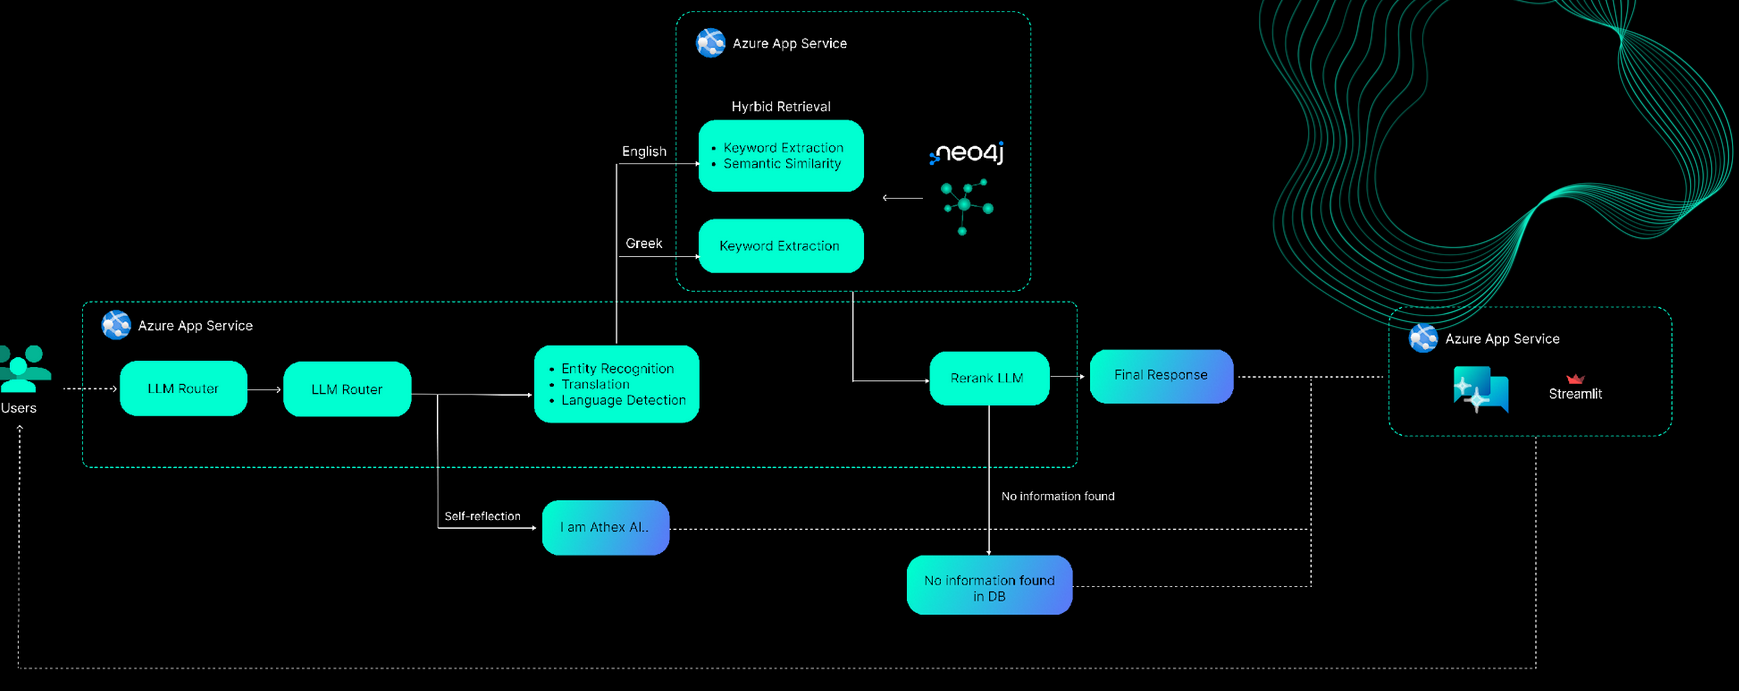 Azure App Service
Hyrbid Retrieval
English
• Keyword Extraction
• Semantic Similarity
neo4j
Greek
Keyword Extraction
Azure App Service
Users
LLM Router
LLM Router
• Entity Recognition
• Translation
• Language Detection
Rerank LLM
Final Response
Azure App Service
Streamlit
Self-reflection
I am Athex AI..
No information found
No information found
in DB